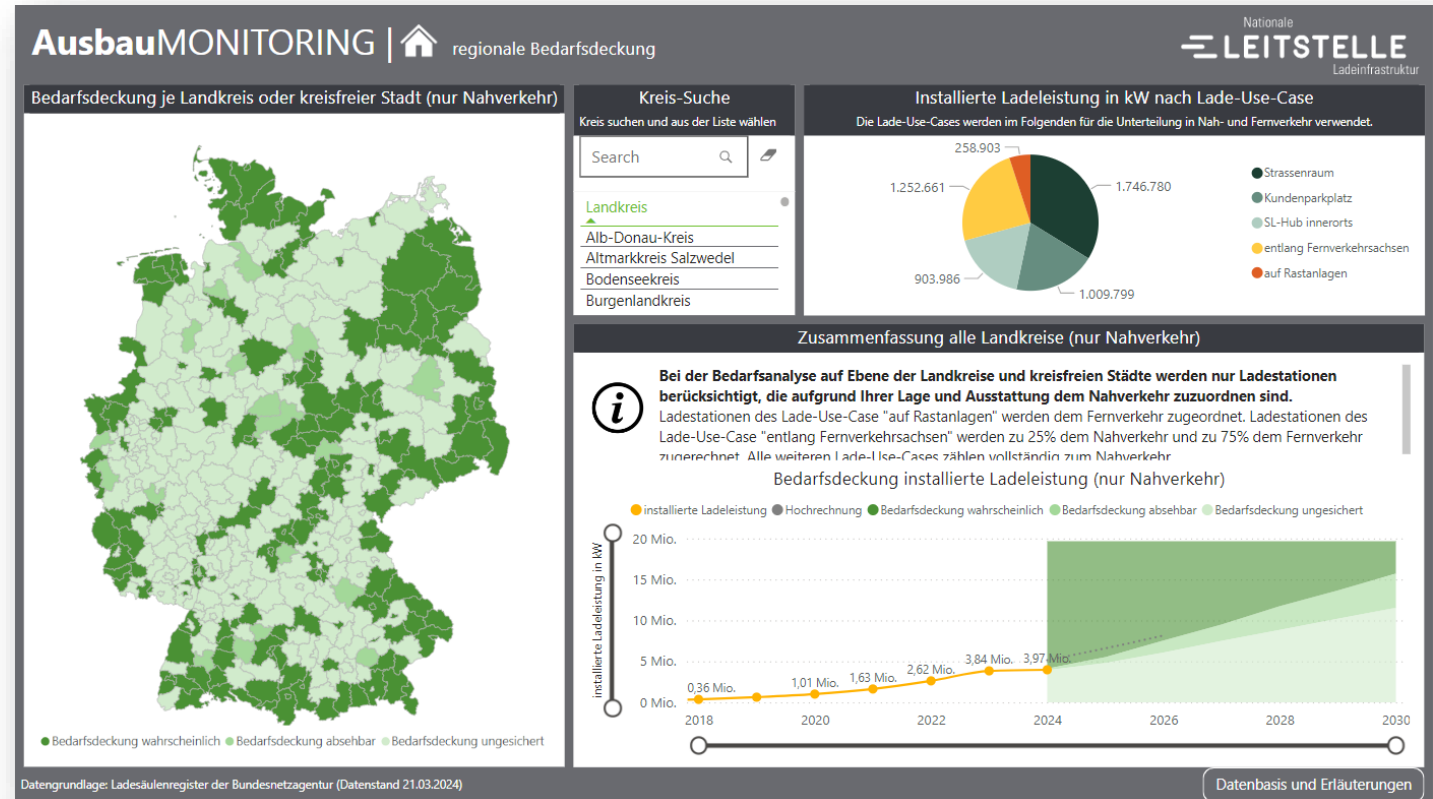 AusbauMONITORING | regionale Bedarfsdeckung
Nationale
LEITSTELLE
Ladeinfrastruktur
Bedarfsdeckung je Landkreis oder kreisfreier Stadt (nur Nahverkehr)
Bedarfsdeckung wahrscheinlich Bedarfsdeckung absehbar Bedarfsdeckung ungesichert
Kreis-Suche
Kreis suchen und aus der Liste wählen
Search
Landkreis
Alb-Donau-Kreis
Altmarkkreis Salzwedel
Bodenseekreis
Burgenlandkreis
Installierte Ladeleistung in kW nach Lade-Use-Case
Die Lade-Use-Cases werden im Folgenden für die Unterteilung in Nah- und Fernverkehr verwendet.
258.903
1.252.661
1.746.780
903.986
1.009.799
Strassenraum
Kundenparkplatz
SL-Hub innerorts
entlang Fernverkehrsachsen
auf Rastanlagen
Zusammenfassung alle Landkreise (nur Nahverkehr)
i
Bei der Bedarfsanalyse auf Ebene der Landkreise und kreisfreien Städte werden nur Ladestationen
berücksichtigt, die aufgrund Ihrer Lage und Ausstattung dem Nahverkehr zuzuordnen sind.
Ladestationen des Lade-Use-Case "auf Rastanlagen" werden dem Fernverkehr zugeordnet. Ladestationen des
Lade-Use-Case "entlang Fernverkehrsachsen" werden zu 25% dem Nahverkehr und zu 75% dem Fernverkehr
zugerechnet. Alle weiteren Lade-Use-Cases zählen vollständig zum Nahverkehr.
Bedarfsdeckung installierte Ladeleistung (nur Nahverkehr)
installierte Ladeleistung Hochrechnung Bedarfsdeckung wahrscheinlich Bedarfsdeckung absehbar Bedarfsdeckung ungesichert
installierte Ladeleistung in kW
20 Mio.
15 Mio.
10 Mio.
5 Mio.
0 Mio.
0,36 Mio.
1,01 Mio.
1,63 Mio.
2,62 Mio.
3,84 Mio.
3,97 Mio.
2018 2020 2022 2024 2026 2028 2030
Datengrundlage: Ladesäulenregister der Bundesnetzagentur (Datenstand 21.03.2024)
Datenbasis und Erläuterungen